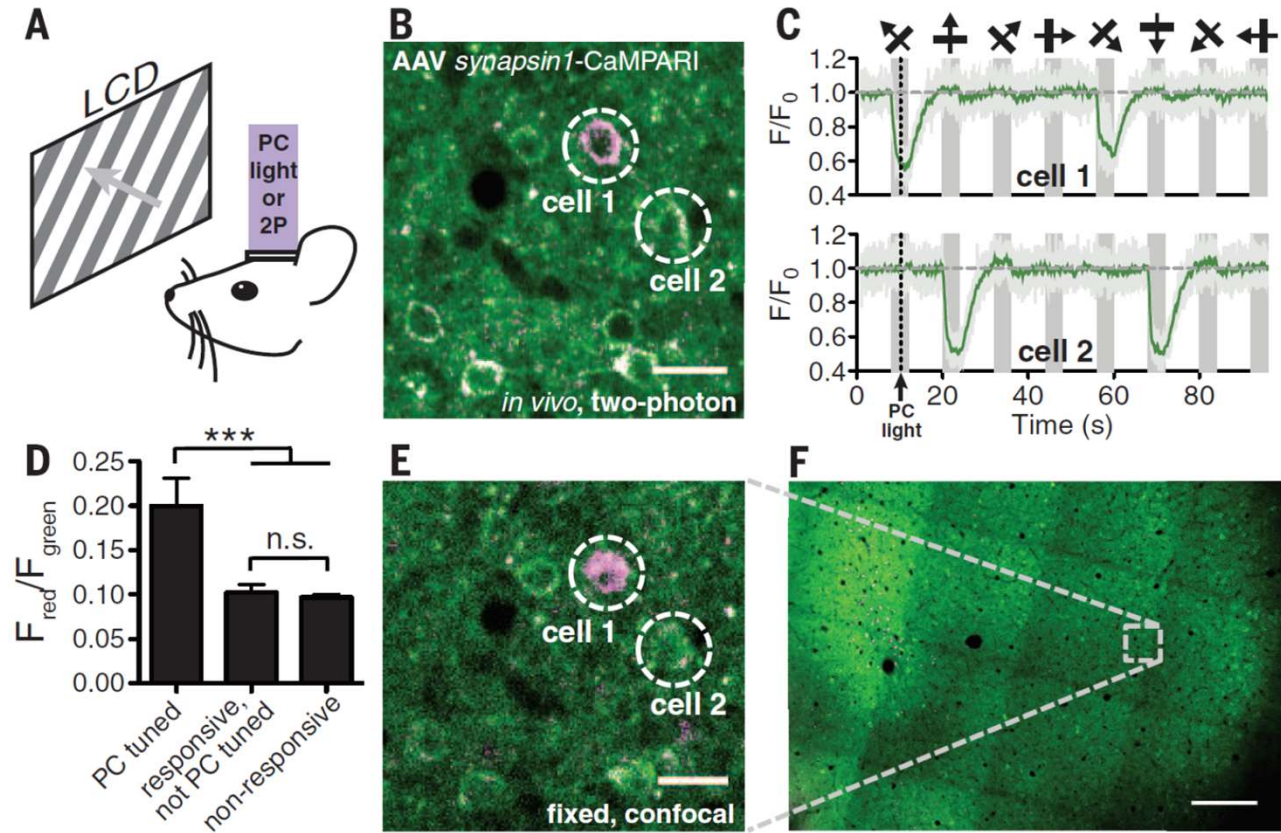 A
LCD
PC
light
or
2P
B
AAV synapsin1-CaMPARI
cell 1
cell 2
in vivo, two-photon
C
F/F0
1.2
1.0
0.8
0.6
0.4
cell 1
F/F0
1.2
1.0
0.8
0.6
0.4
cell 2
0
20
40
60
80
PC
light
Time (s)
D
***
n.s.
Fred/Fgreen
0.25
0.20
0.15
0.10
0.05
0.00
PC tuned
responsive,
not PC tuned
non-responsive
E
cell 1
cell 2
fixed, confocal
F